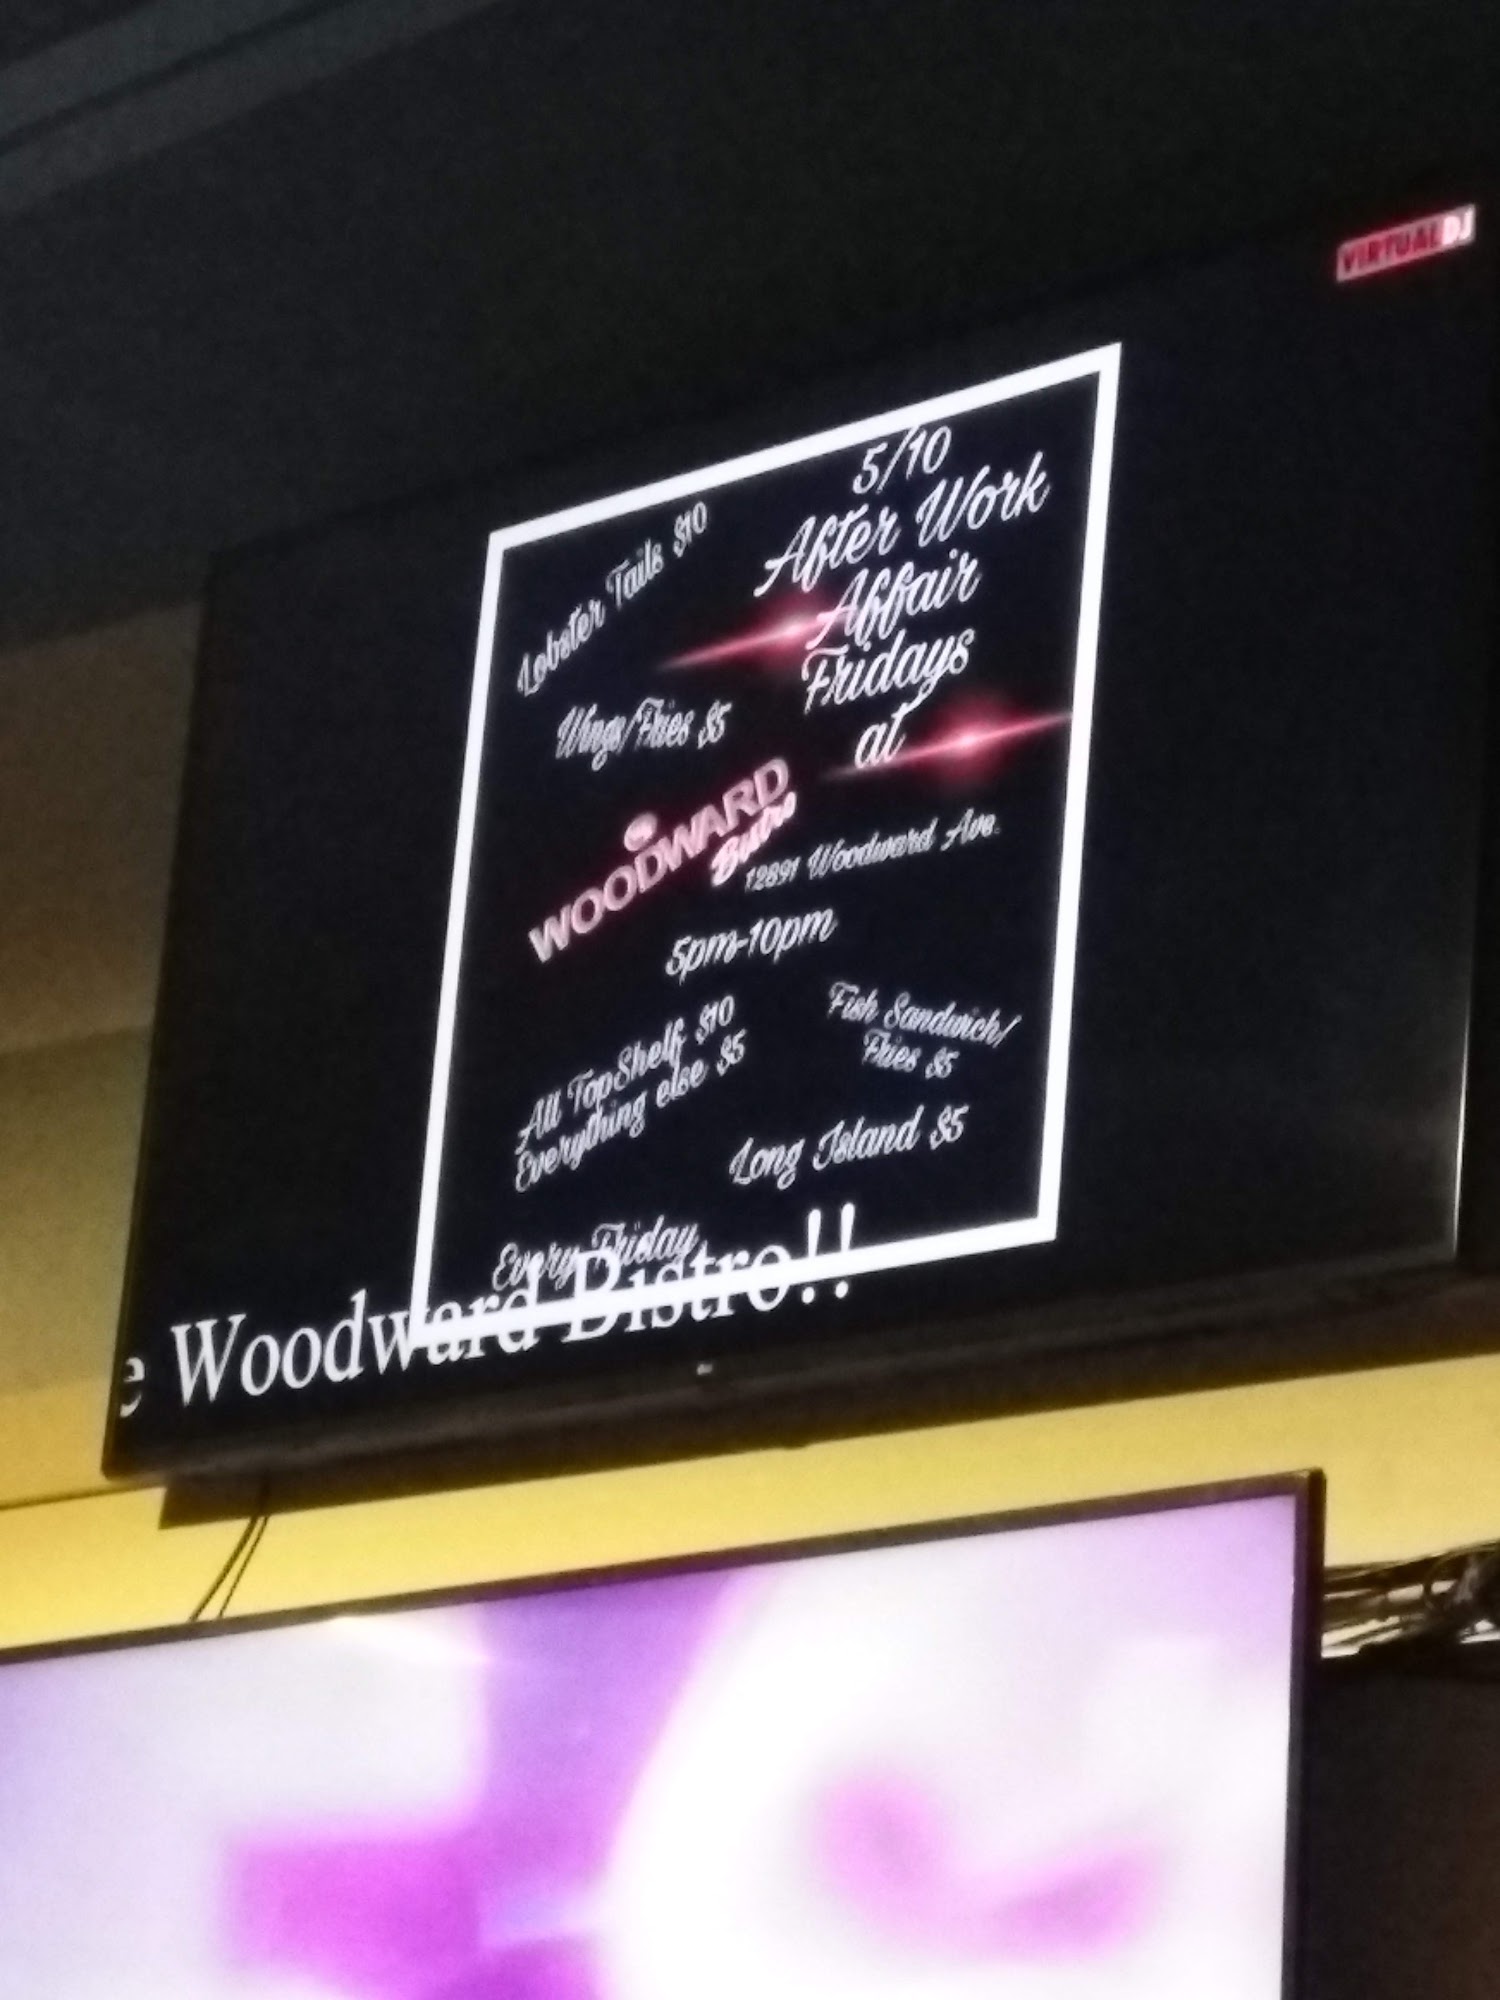 VIRTUALDJ
5/10
After Work
Affair
Fridays
at
Lobster Tails $10
Wings/Fries $5
WOODWARD
Bistro
12891 Woodward Ave.
5pm-10pm
All TopShelf $10
Everything else $5
Fish Sandwich/
Fries $5
Long Island $5
Every Friday
e Woodward Bistro!!